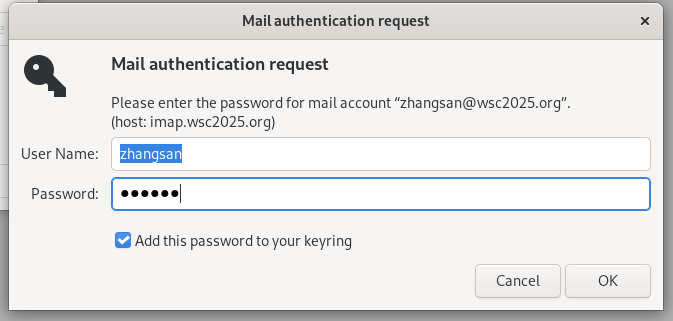 Mail authentication request
Mail authentication request
Please enter the password for mail account “zhangsan@wsc2025.org”.
(host: imap.wsc2025.org)
User Name: zhangsan
Password: ●●●●●●
Add this password to your keyring
Cancel OK